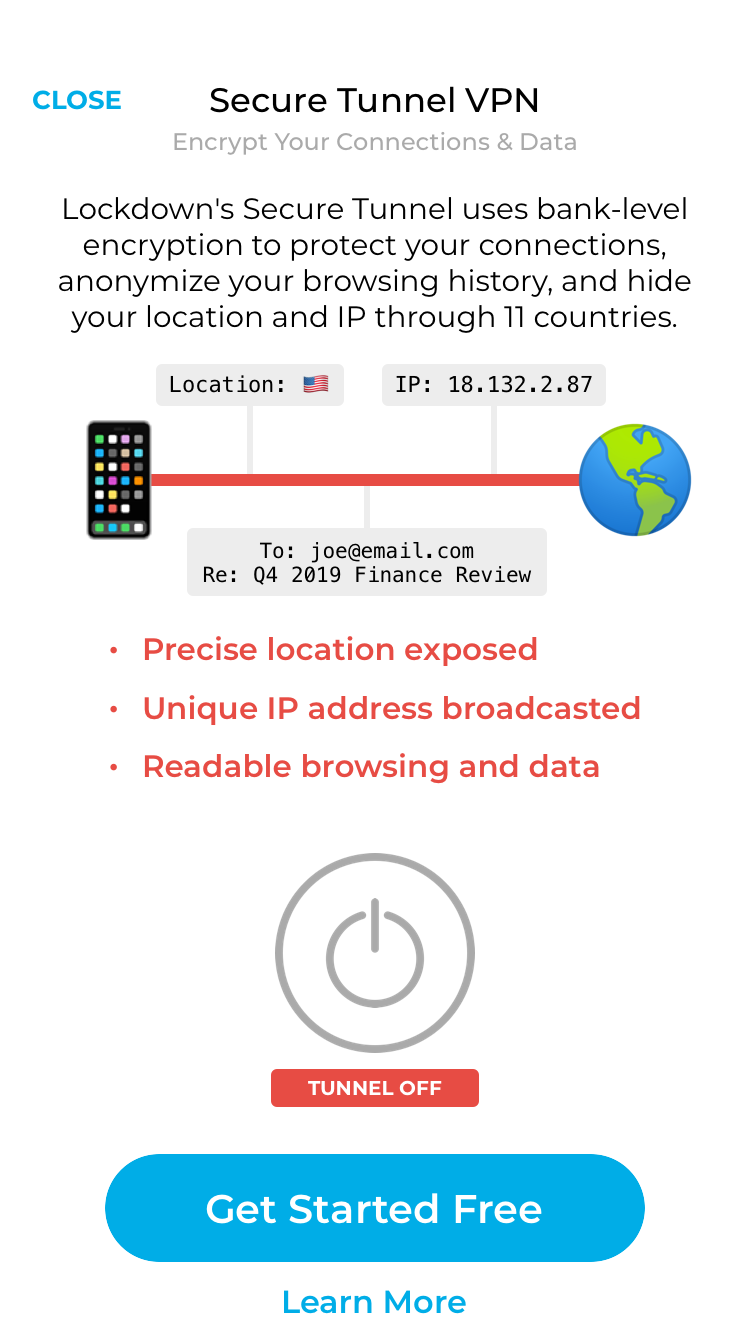 CLOSE
Secure Tunnel VPN
Encrypt Your Connections & Data
Lockdown's Secure Tunnel uses bank-level
encryption to protect your connections,
anonymize your browsing history, and hide
your location and IP through 11 countries.
Location: 🇺🇸
IP: 18.132.2.87
To: joe@email.com
Re: Q4 2019 Finance Review
• Precise location exposed
• Unique IP address broadcasted
• Readable browsing and data
TUNNEL OFF
Get Started Free
Learn More